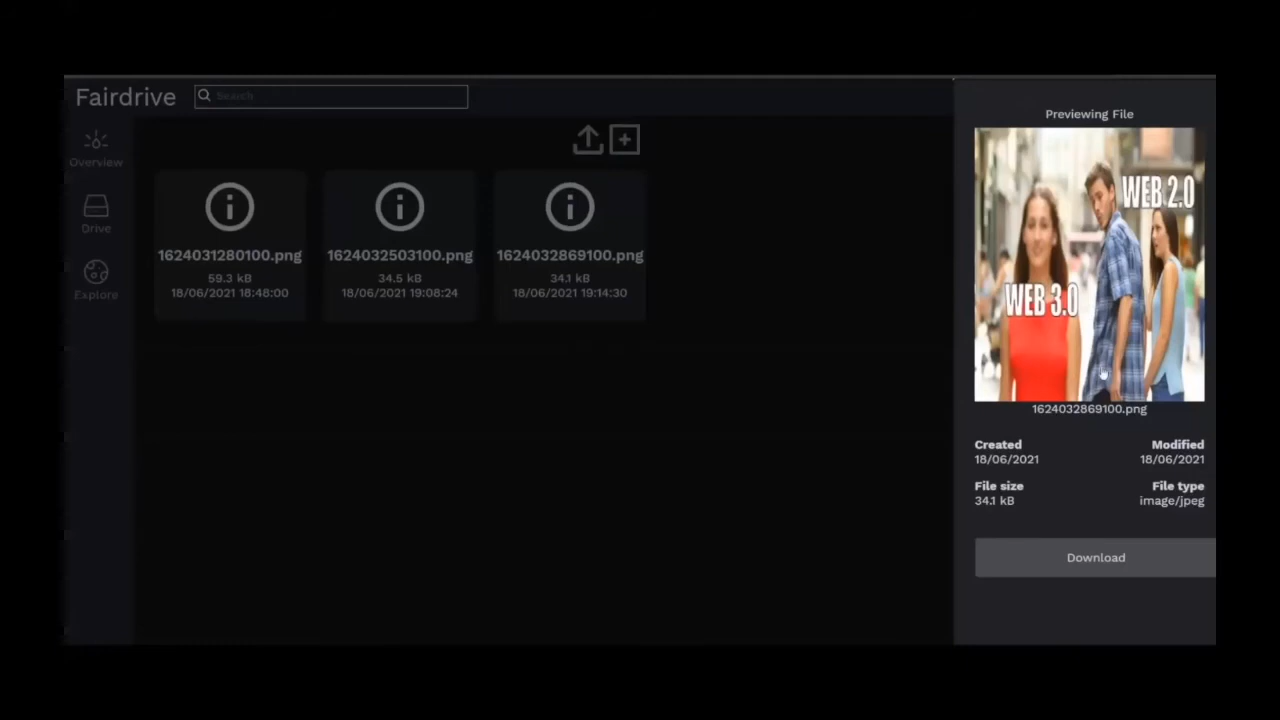 Fairdrive
Search
Overview
Drive
Explore
1624031280100.png
59.3 kB
18/06/2021 18:48:00
1624032503100.png
34.5 kB
18/06/2021 19:08:24
1624032869100.png
34.1 kB
18/06/2021 19:14:30
Previewing File
WEB 2.0
WEB 3.0
1624032869100.png
Created
18/06/2021
Modified
18/06/2021
File size
34.1 kB
File type
image/jpeg
Download